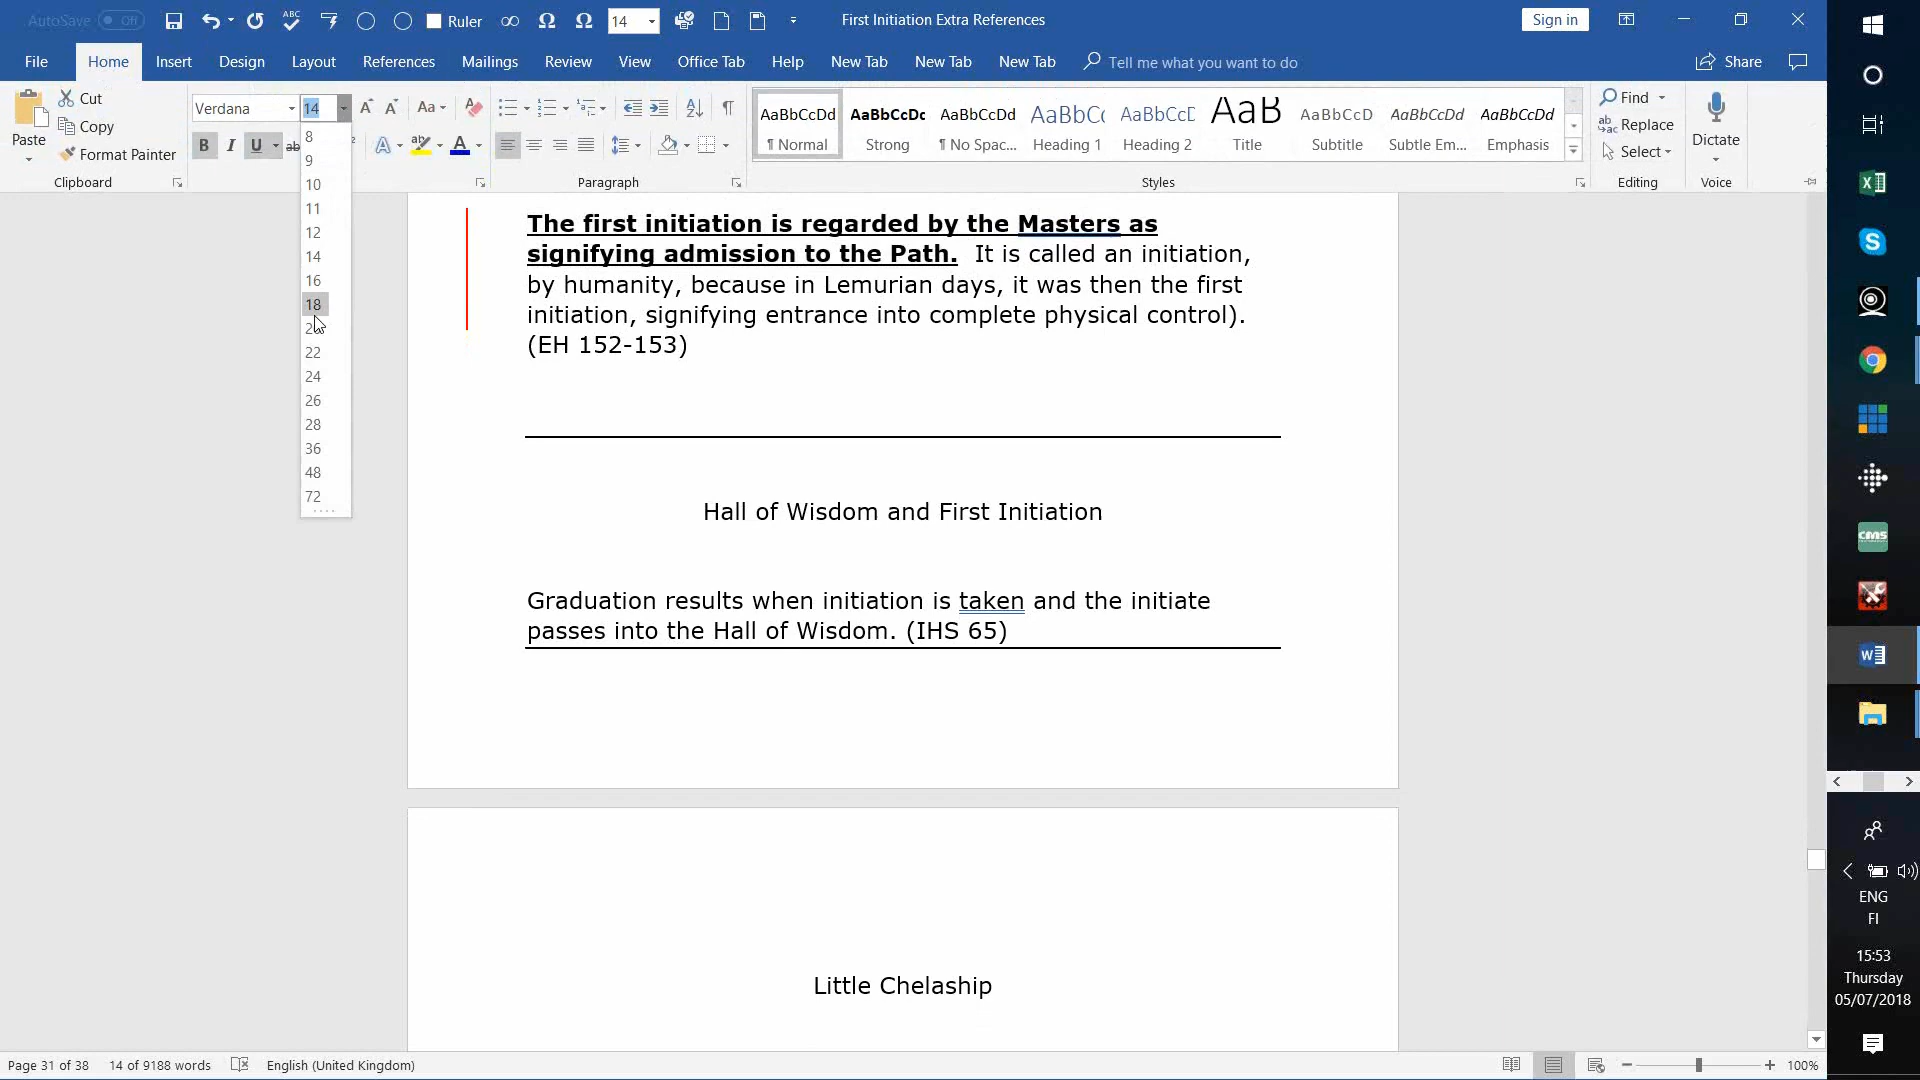 AutoSave Off Ruler 14 First Initiation Extra References Sign in
File Home Insert Design Layout References Mailings Review View Office Tab Help New Tab New Tab New Tab Tell me what you want to do Share
Paste Cut Copy Format Painter
Clipboard
Verdana 14 Aa
B I U ab A
8
9
10
11
12
14
16
18
22
24
26
28
36
48
72
Paragraph
AaBbCcDd AaBbCcDc AaBbCcDd AaBbCc AaBbCcD AaB AaBbCcD AaBbCcDd AaBbCcDd
¶ Normal Strong ¶ No Spac... Heading 1 Heading 2 Title Subtitle Subtle Em... Emphasis
Styles
Find
Replace
Select
Editing
Dictate
Voice
The first initiation is regarded by the Masters as
signifying admission to the Path. It is called an initiation,
by humanity, because in Lemurian days, it was then the first
initiation, signifying entrance into complete physical control).
(EH 152-153)
Hall of Wisdom and First Initiation
Graduation results when initiation is taken and the initiate
passes into the Hall of Wisdom. (IHS 65)
Little Chelaship
Page 31 of 38 14 of 9188 words English (United Kingdom) 100%
cms
ENG
FI
15:53
Thursday
05/07/2018